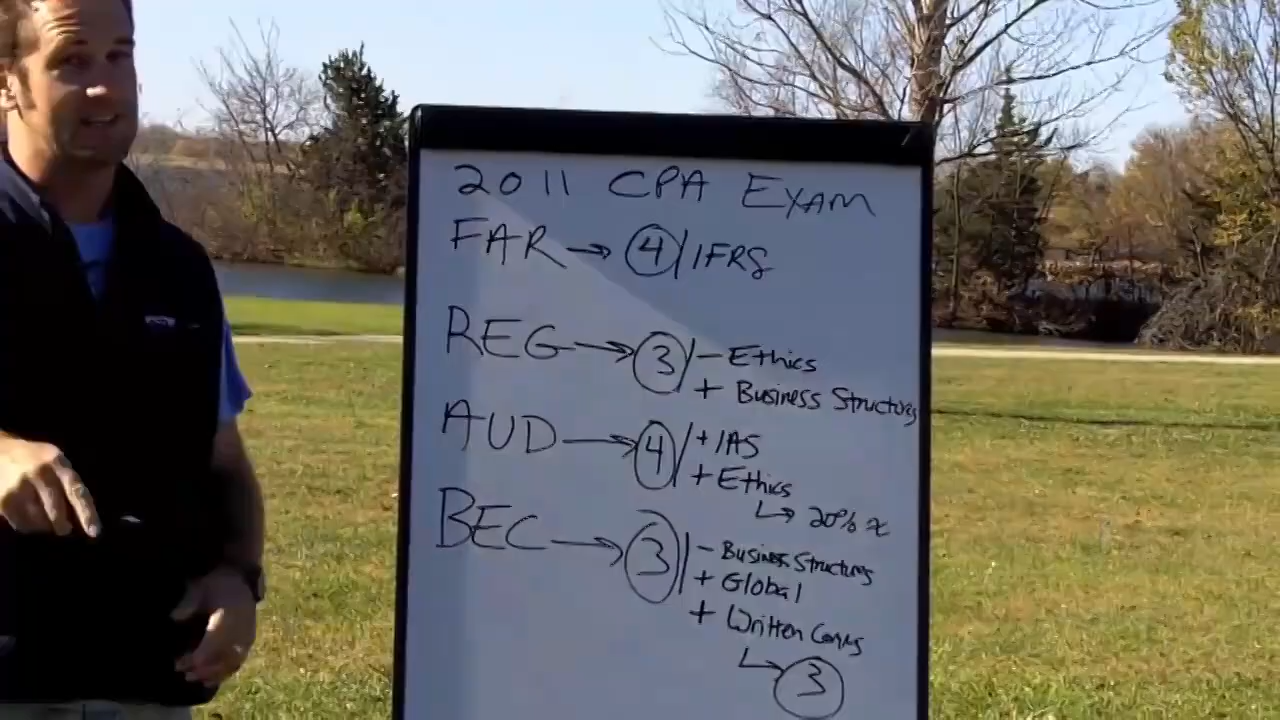 2011 CPA EXAM
FAR → 4/IFRS
REG → 3/ - Ethics
+ Business Structures
AUD → 4/ + IAS
+ Ethics
↳ 20%
BEC → 3/ - Business Structures
+ Global
+ Written Comms
↳ 3